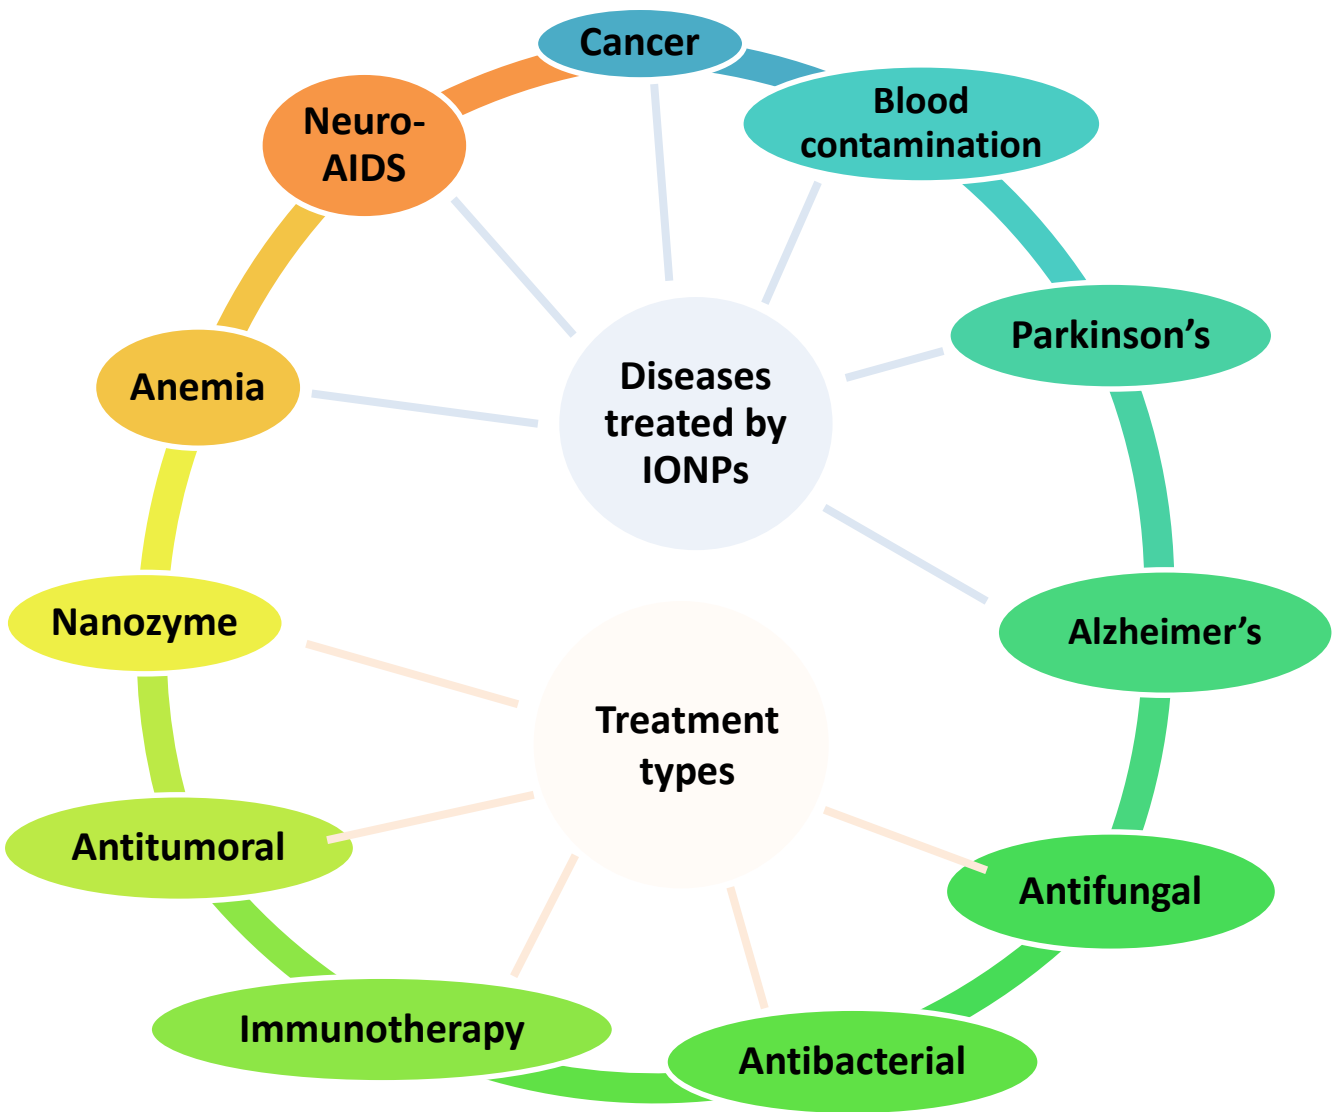 Cancer
Blood
contamination
Neuro-
AIDS
Parkinson’s
Diseases
treated by
IONPs
Anemia
Nanozyme
Alzheimer’s
Treatment
types
Antitumoral
Antifungal
Immunotherapy
Antibacterial